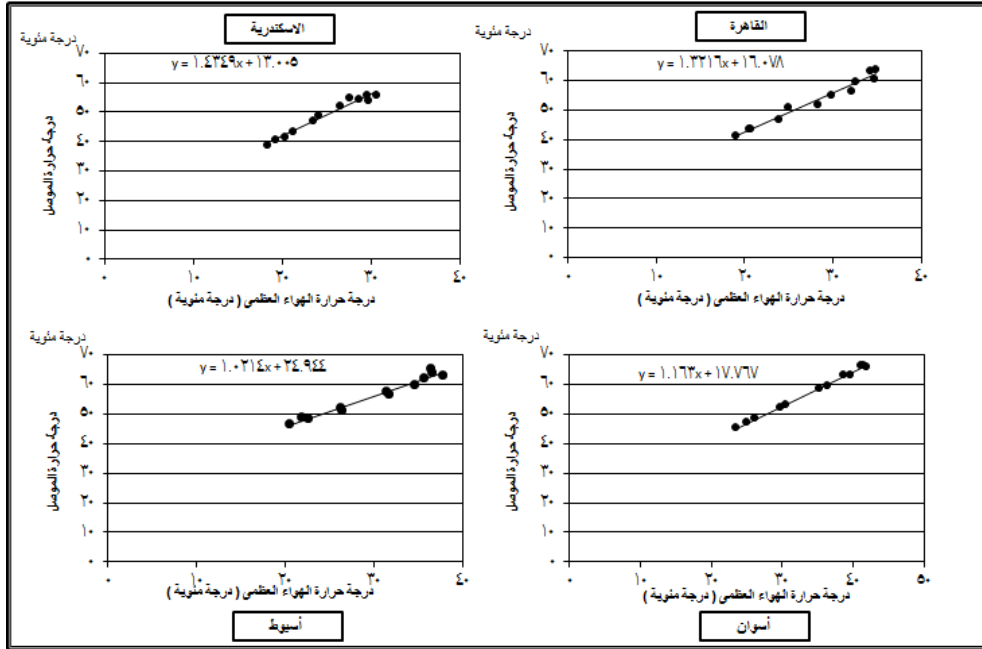 القاهرة
درجة مئوية
y = ١.٣٢١٦x + ١٦.٠٧٨
٧٠
٦٠
٥٠
٤٠
٣٠
٢٠
١٠
٠
درجة حرارة الموصل
٠ ١٠ ٢٠ ٣٠ ٤٠
درجة حرارة الهواء العظمى ( درجة مئوية )
الاسكندرية
درجة مئوية
y = ١.٤٣٤٩x + ١٣.٠٠٥
٧٠
٦٠
٥٠
٤٠
٣٠
٢٠
١٠
٠
درجة حرارة الموصل
٠ ١٠ ٢٠ ٣٠ ٤٠
درجة حرارة الهواء العظمى ( درجة مئوية )
درجة مئوية
y = ١.١٦٣x + ١٧.٧٦٧
٧٠
٦٠
٥٠
٤٠
٣٠
٢٠
١٠
٠
درجة حرارة الموصل
٠ ١٠ ٢٠ ٣٠ ٤٠ ٥٠
درجة حرارة الهواء العظمى ( درجة مئوية )
أسوان
درجة مئوية
y = ١.٠٢١٤x + ٢٤.٩٤٤
٧٠
٦٠
٥٠
٤٠
٣٠
٢٠
١٠
٠
درجة حرارة الموصل
٠ ١٠ ٢٠ ٣٠ ٤٠
درجة حرارة الهواء العظمى ( درجة مئوية )
أسيوط